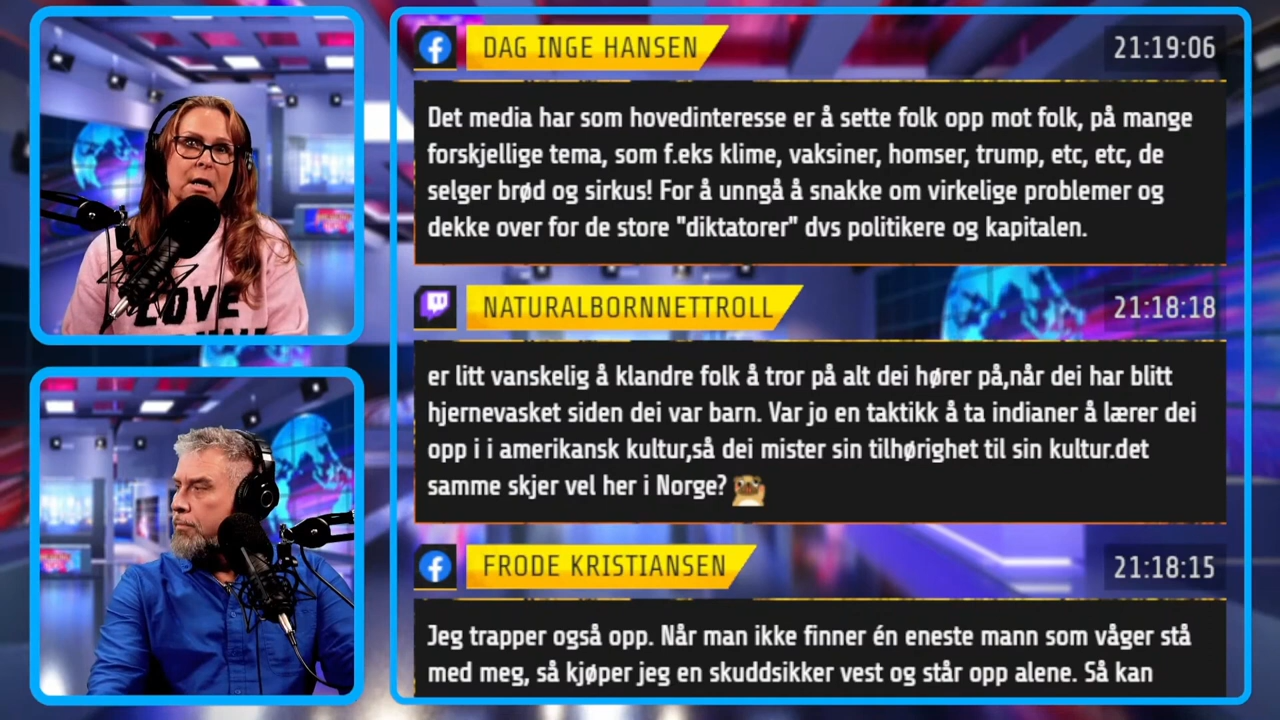 DAG INGE HANSEN
21:19:06
Det media har som hovedinteresse er å sette folk opp mot folk, på mange
forskjellige tema, som f.eks klime, vaksiner, homser, trump, etc, etc, de
selger brød og sirkus! For å unngå å snakke om virkelige problemer og
dekke over for de store "diktatorer" dvs politikere og kapitalen.
NATURALBORNNETTROLL
21:18:18
er litt vanskelig å klandre folk å tror på alt dei hører på,når dei har blitt
hjernevasket siden dei var barn. Var jo en taktikk å ta indianer å lærer dei
opp i i amerikansk kultur,så dei mister sin tilhørighet til sin kultur.det
samme skjer vel her i Norge?
FRODE KRISTIANSEN
21:18:15
Jeg trapper også opp. Når man ikke finner én eneste mann som våger stå
med meg, så kjøper jeg en skuddsikker vest og står opp alene. Så kan
LOVE